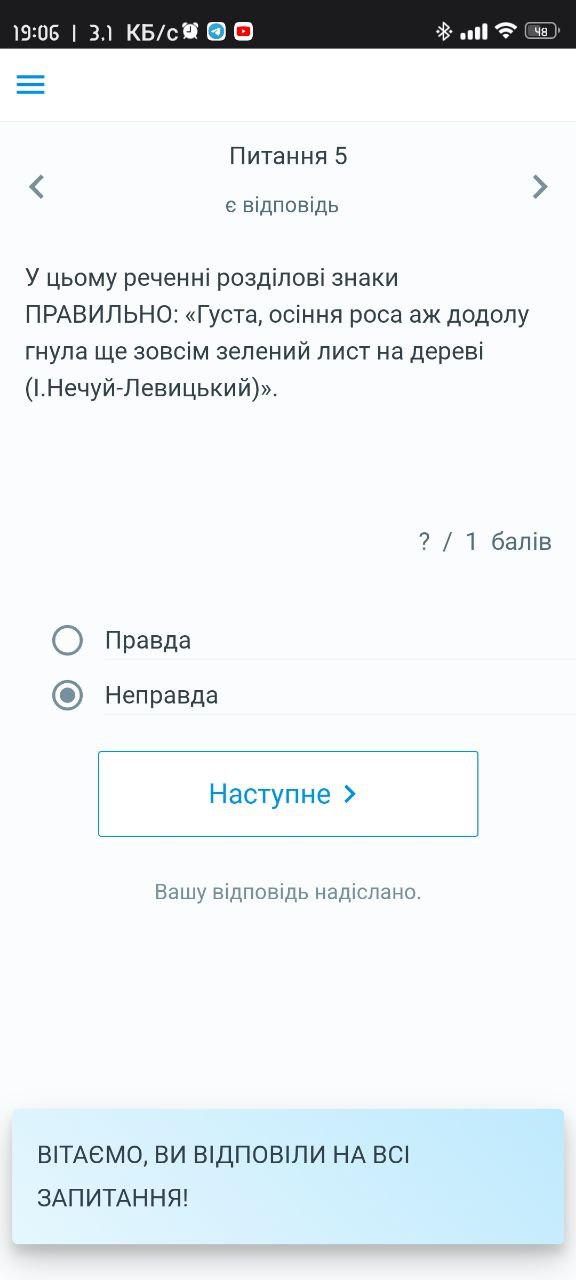 19:06 | 3.1 КБ/с 48
Питання 5
є відповідь
У цьому реченні розділові знаки
ПРАВИЛЬНО: «Густа, осіння роса аж додолу
гнула ще зовсім зелений лист на дереві
(І.Нечуй-Левицький)».
? / 1 балів
Правда
Неправда
Наступне
Вашу відповідь надіслано.
ВІТАЄМО, ВИ ВІДПОВІЛИ НА ВСІ
ЗАПИТАННЯ!